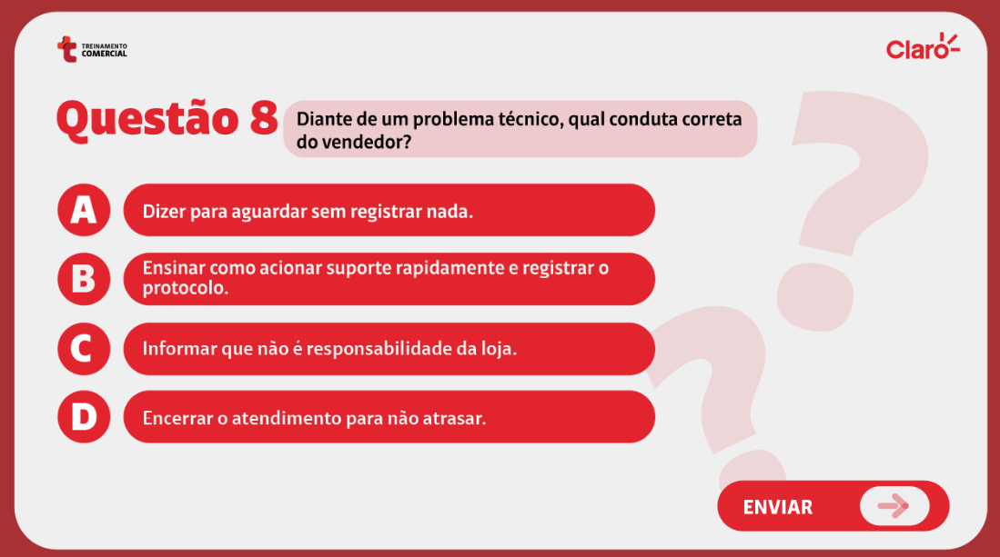 TREINAMENTO
COMERCIAL
Claro
Questão 8
Diante de um problema técnico, qual conduta correta
do vendedor?
A
Dizer para aguardar sem registrar nada.
B
Ensinar como acionar suporte rapidamente e registrar o
protocolo.
C
Informar que não é responsabilidade da loja.
D
Encerrar o atendimento para não atrasar.
ENVIAR